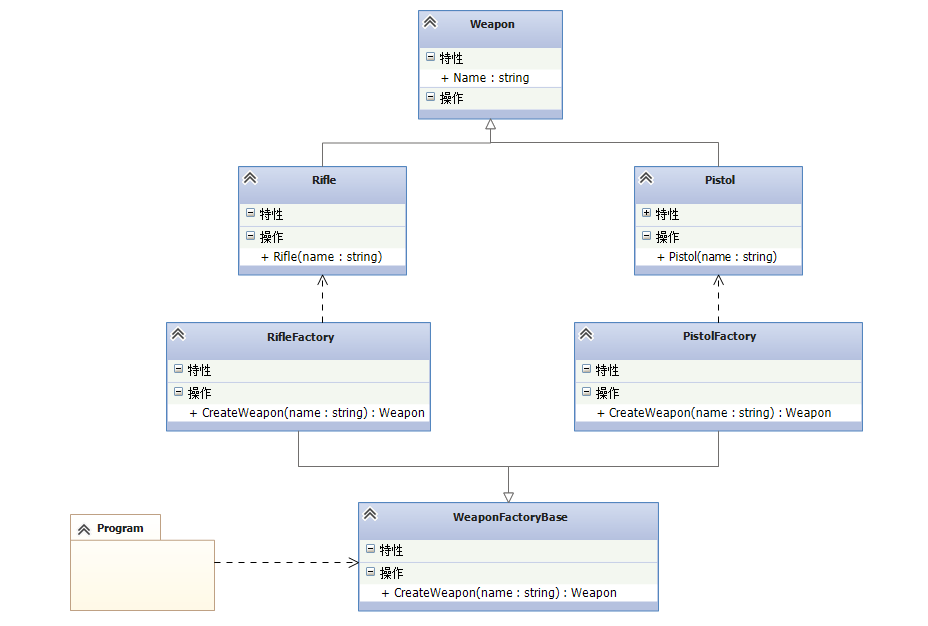 Weapon
特性
+ Name : string
操作
Rifle
特性
操作
+ Rifle(name : string)
Pistol
特性
操作
+ Pistol(name : string)
RifleFactory
特性
操作
+ CreateWeapon(name : string) : Weapon
PistolFactory
特性
操作
+ CreateWeapon(name : string) : Weapon
Program
WeaponFactoryBase
特性
操作
+ CreateWeapon(name : string) : Weapon